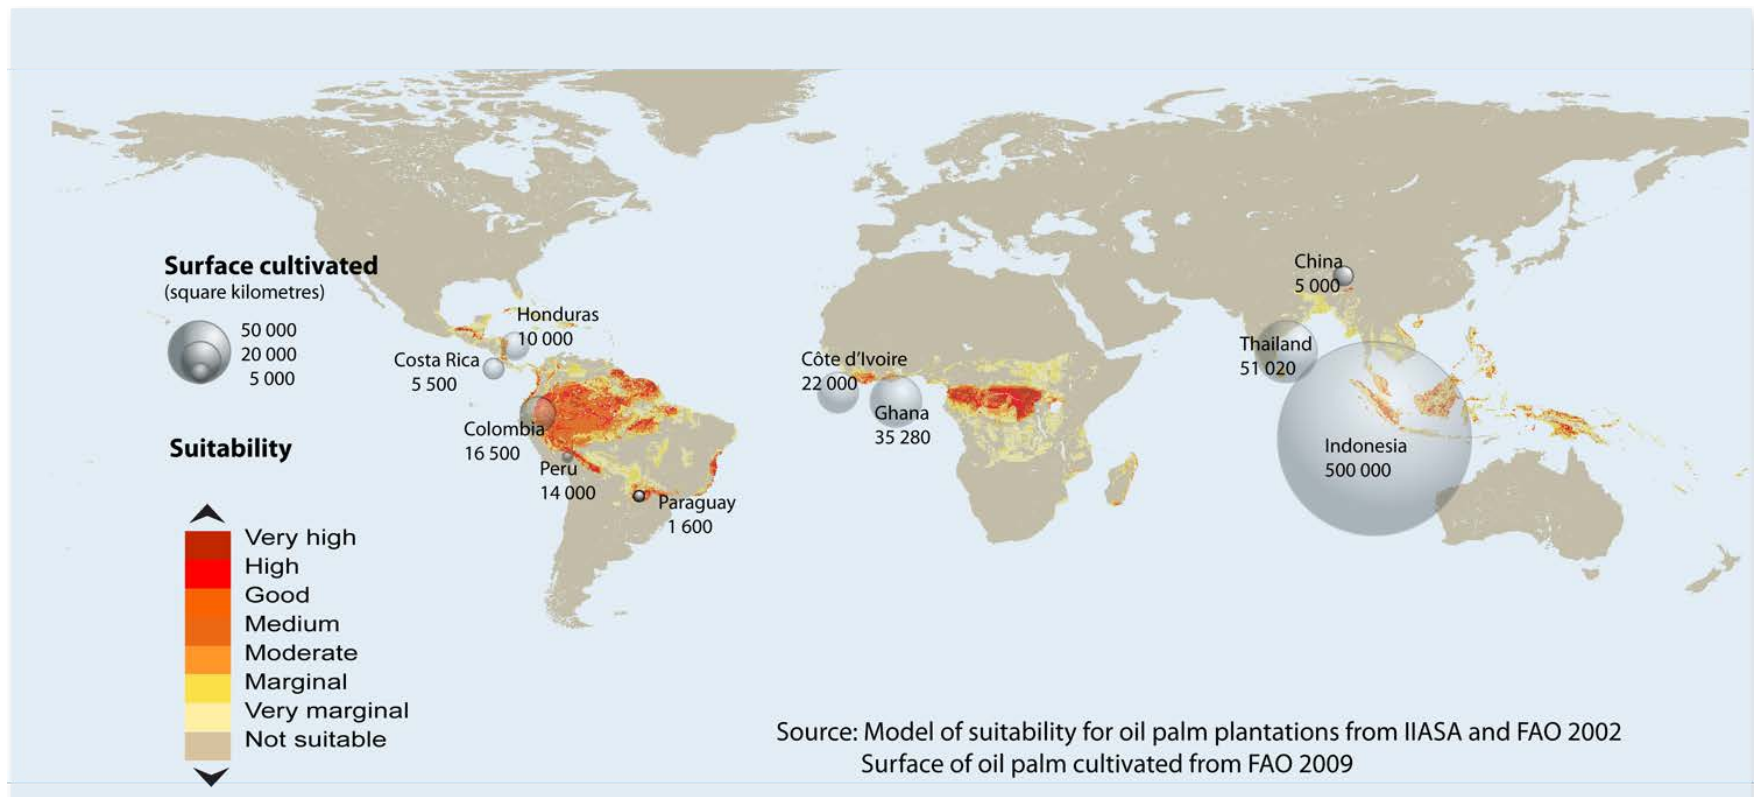 Surface cultivated
(square kilometres)
50 000
20 000
5 000
Honduras
10 000
Costa Rica
5 500
Colombia
16 500
Peru
14 000
Paraguay
1 600
Côte d’Ivoire
22 000
Ghana
35 280
China
5 000
Thailand
51 020
Indonesia
500 000
Suitability
Very high
High
Good
Medium
Moderate
Marginal
Very marginal
Not suitable
Source: Model of suitability for oil palm plantations from IIASA and FAO 2002
Surface of oil palm cultivated from FAO 2009